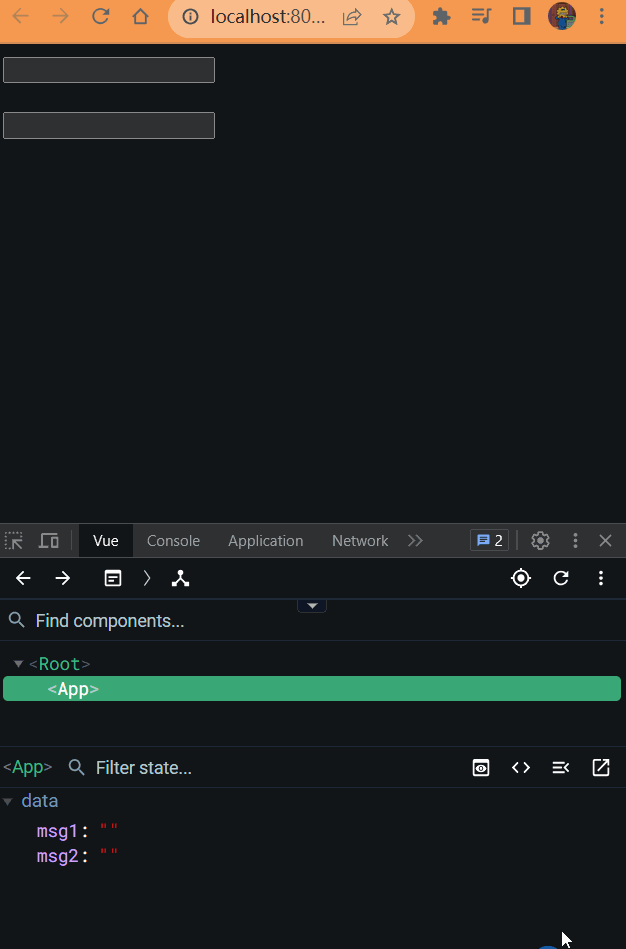 localhost:80...
Vue Console Application Network 2
Find components...
<Root>
<App>
<App> Filter state...
data
msg1: ""
msg2: ""